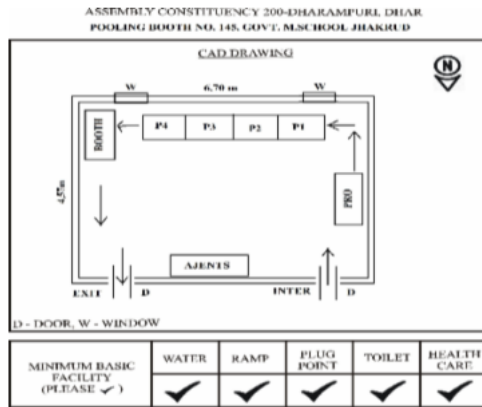 ASSEMBLY CONSTITUENCY 200-DHARAMPURI, DHAR
POOLING BOOTH NO. 145, GOVT. M.SCHOOL JHAKRUD
CAD DRAWING
N
W 6,70 m W
BOOTH P4 P3 P2 P1
4,57m
PRO
AJENTS
EXIT D INTER D
D - DOOR, W - WINDOW
MINIMUM BASIC FACILITY (PLEASE ✓) WATER RAMP PLUG POINT TOILET HEALTH CARE
✓ ✓ ✓ ✓ ✓